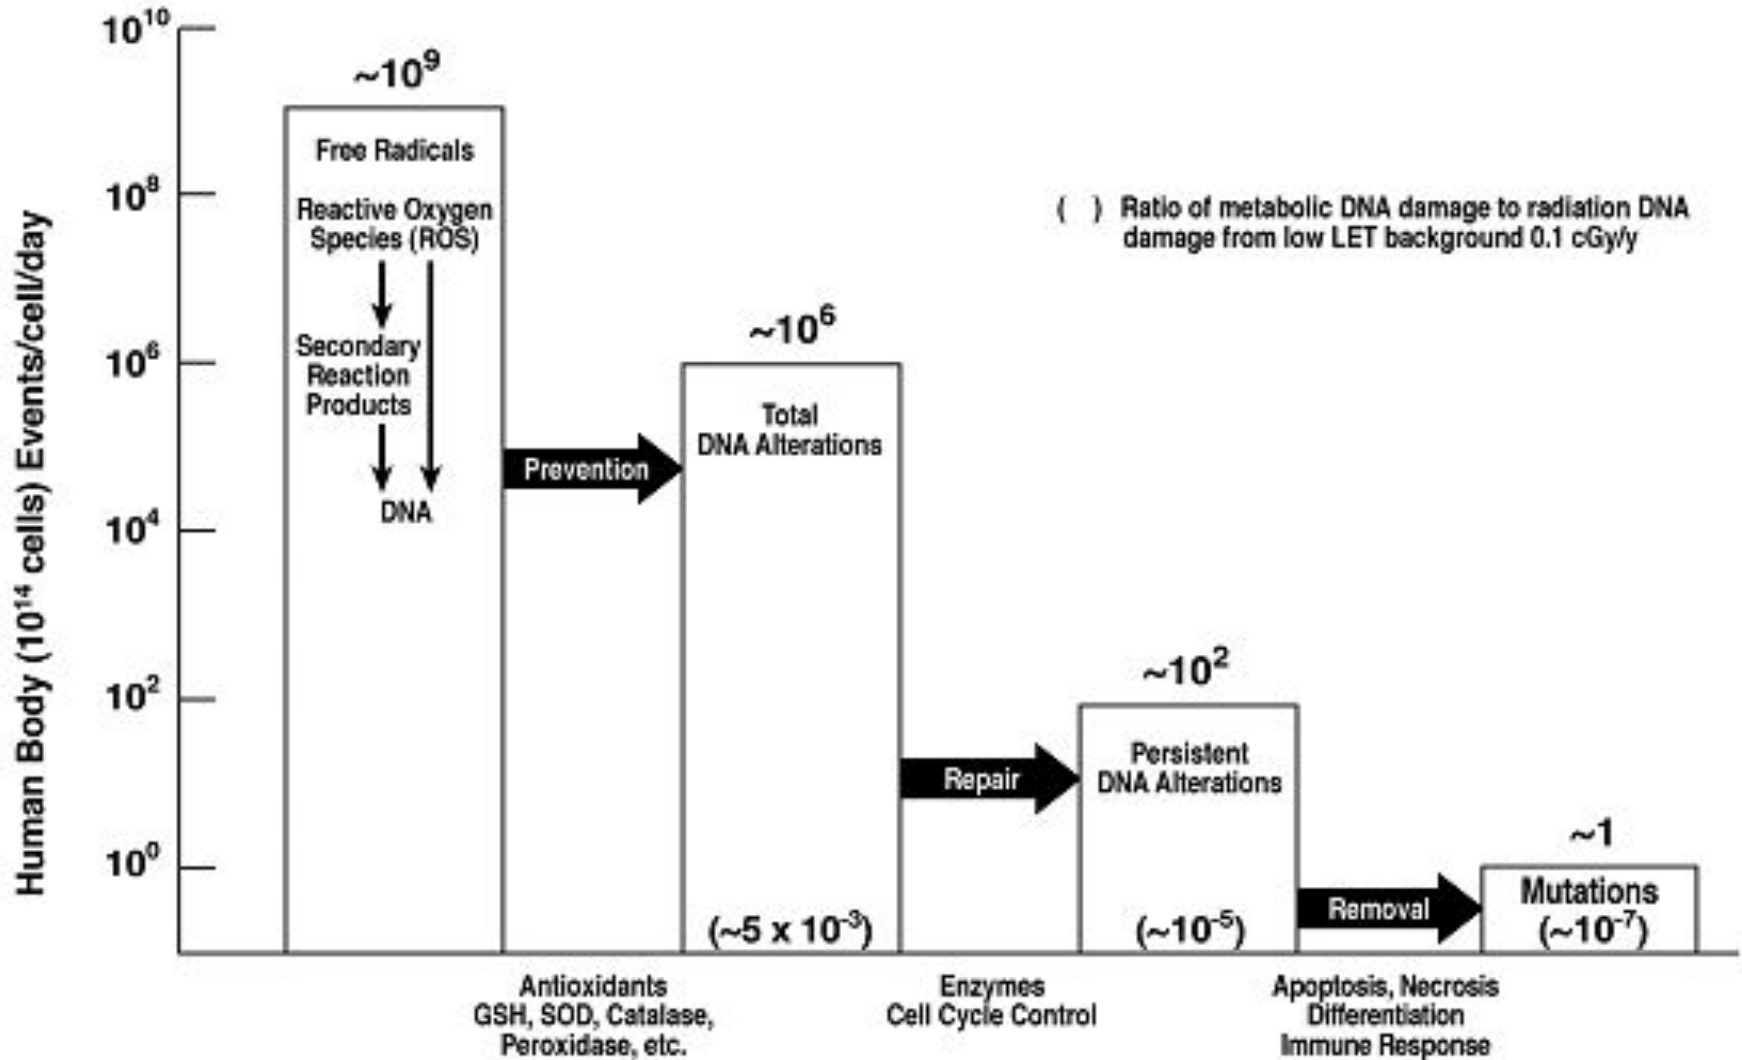 Human Body (10¹⁴ cells) Events/cell/day
10¹⁰
10⁸
10⁶
10⁴
10²
10⁰
~10⁹
Free Radicals
Reactive Oxygen
Species (ROS)
Secondary
Reaction
Products
DNA
Prevention
~10⁶
Total
DNA Alterations
(~5 x 10⁻³)
Repair
~10²
Persistent
DNA Alterations
(~10⁻⁵)
Removal
~1
Mutations
(~10⁻⁷)
( ) Ratio of metabolic DNA damage to radiation DNA
damage from low LET background 0.1 cGy/y
Antioxidants
GSH, SOD, Catalase,
Peroxidase, etc.
Enzymes
Cell Cycle Control
Apoptosis, Necrosis
Differentiation
Immune Response